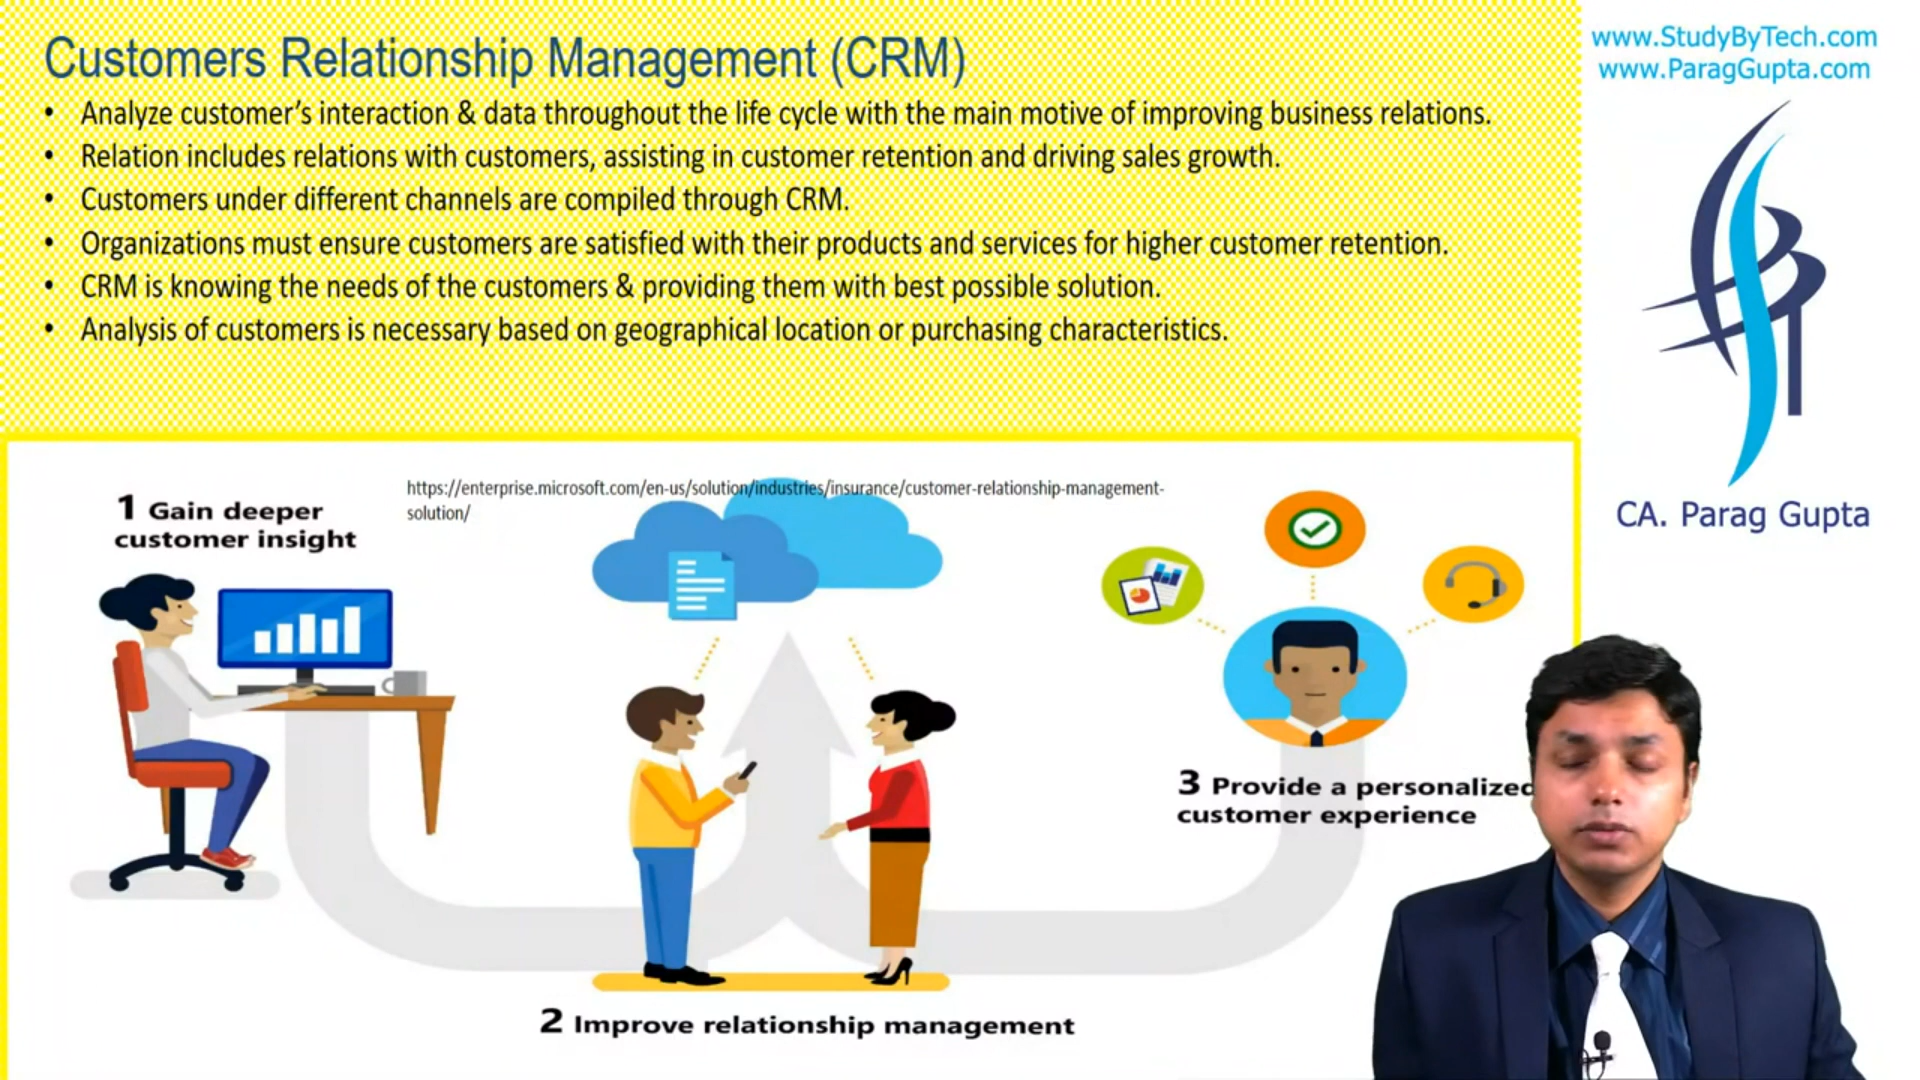 Customers Relationship Management (CRM)
• Analyze customer’s interaction & data throughout the life cycle with the main motive of improving business relations.
• Relation includes relations with customers, assisting in customer retention and driving sales growth.
• Customers under different channels are compiled through CRM.
• Organizations must ensure customers are satisfied with their products and services for higher customer retention.
• CRM is knowing the needs of the customers & providing them with best possible solution.
• Analysis of customers is necessary based on geographical location or purchasing characteristics.
www.StudyByTech.com
www.ParagGupta.com
CA. Parag Gupta
https://enterprise.microsoft.com/en-us/solution/industries/insurance/customer-relationship-management-
solution/
1 Gain deeper
customer insight
2 Improve relationship management
3 Provide a personalized
customer experience